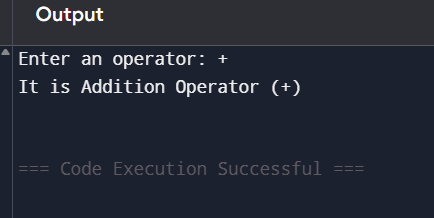 Output
Enter an operator: +
It is Addition Operator (+)
=== Code Execution Successful ===